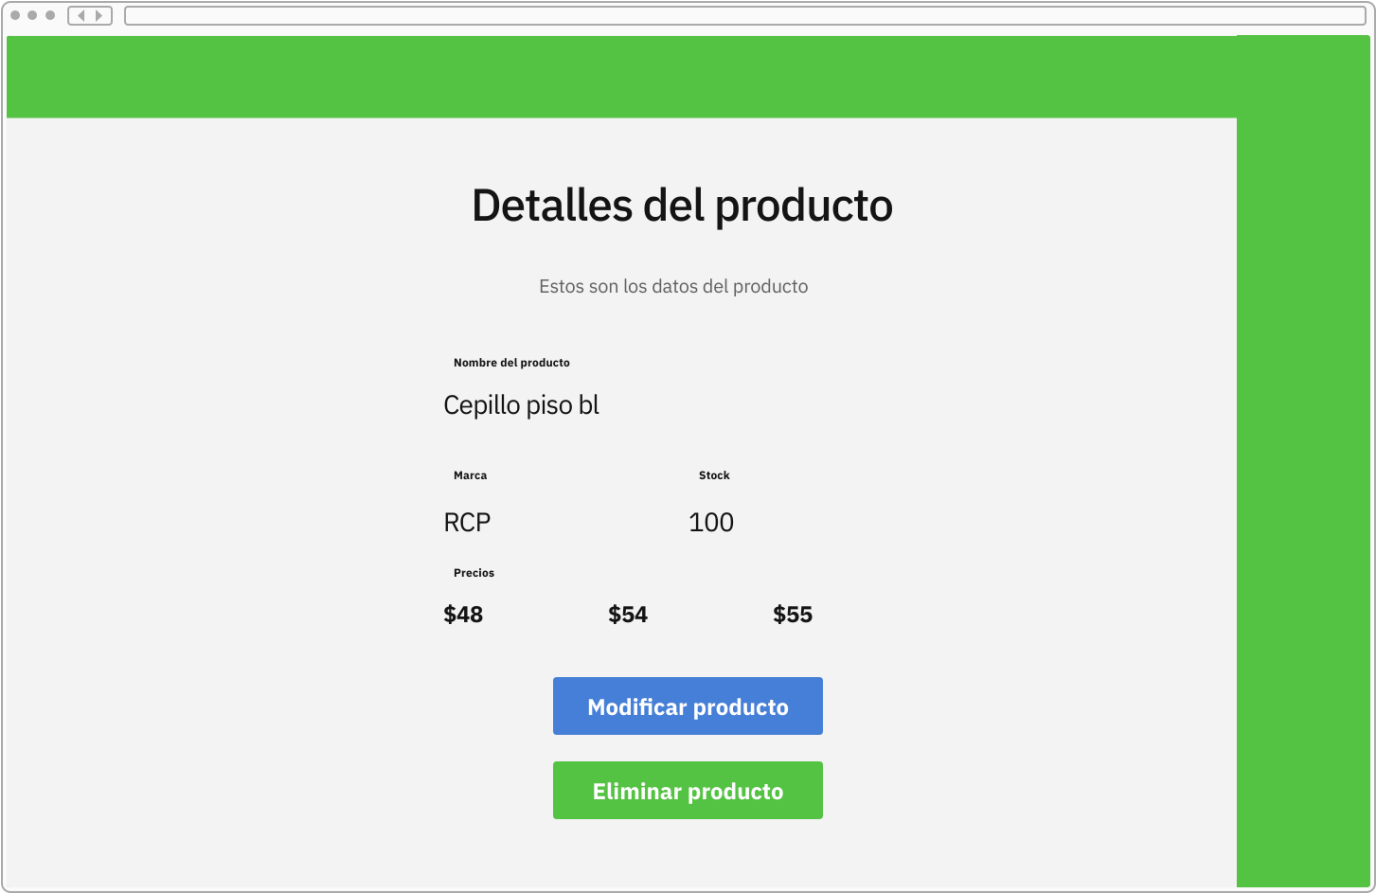 Detalles del producto
Estos son los datos del producto
Nombre del producto
Cepillo piso bl
Marca Stock
RCP 100
Precios
$48 $54 $55
Modificar producto
Eliminar producto